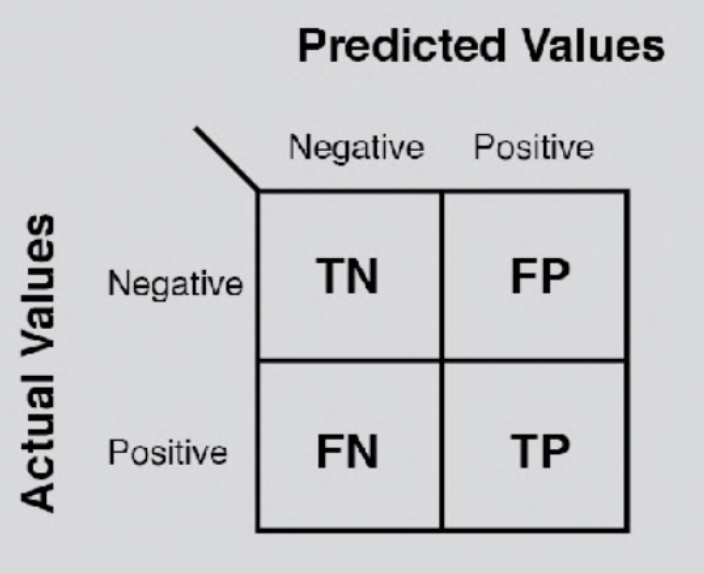 Predicted Values
Negative Positive
Actual Values
Negative TN FP
Positive FN TP